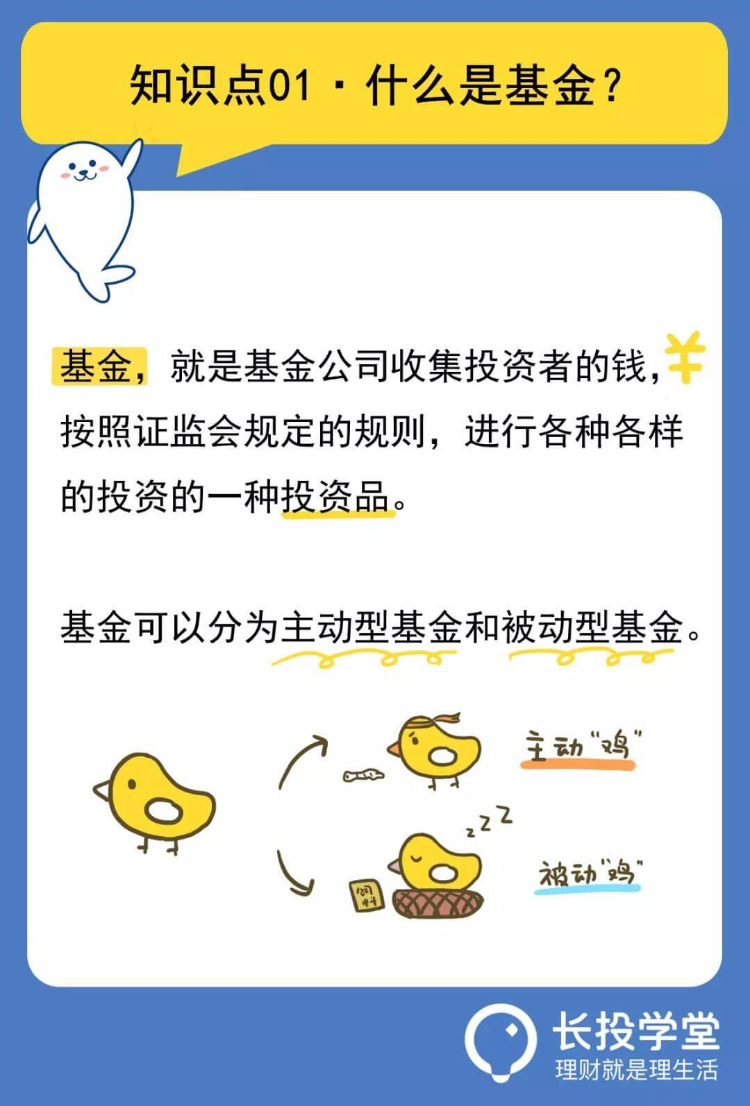 知识点01·什么是基金？
基金，就是基金公司收集投资者的钱，¥
按照证监会规定的规则，进行各种各样
的投资的一种投资品。
基金可以分为主动型基金和被动型基金。
主动“鸡”
zzz
饲料
被动“鸡”
长投学堂
理财就是理生活